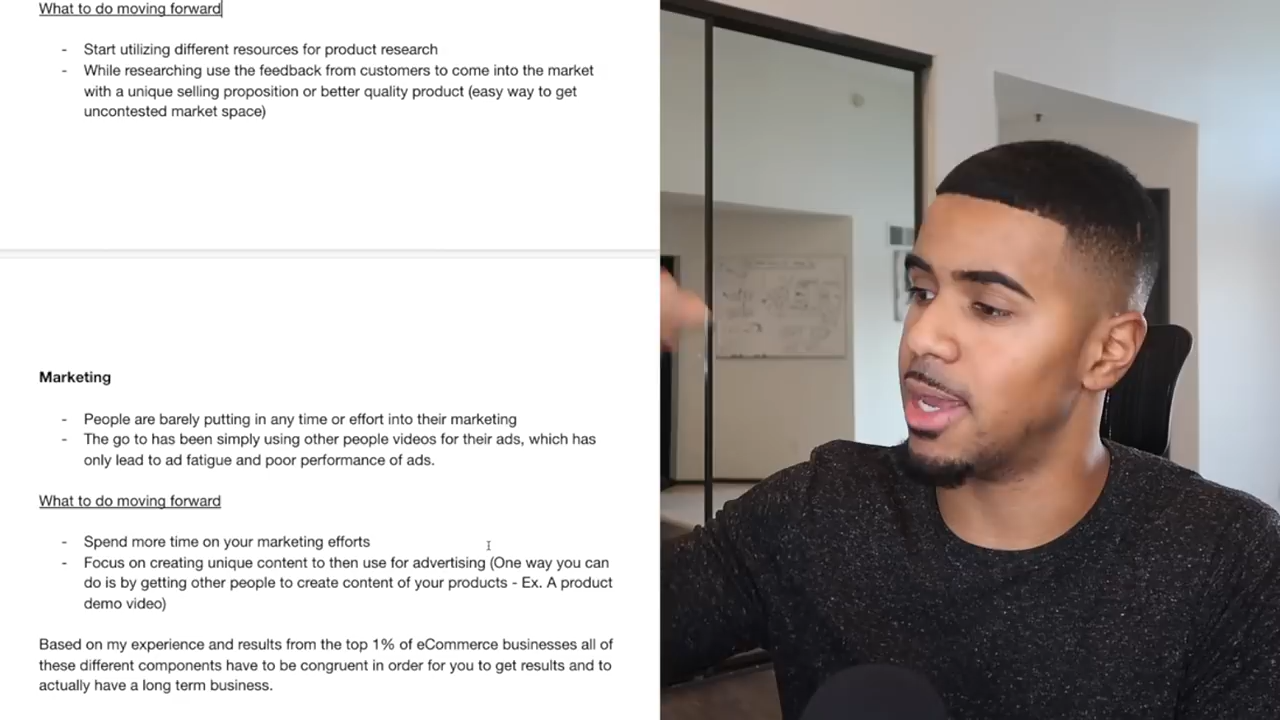 What to do moving forward
- Start utilizing different resources for product research
- While researching use the feedback from customers to come into the market
with a unique selling proposition or better quality product (easy way to get
uncontested market space)
Marketing
- People are barely putting in any time or effort into their marketing
- The go to has been simply using other people videos for their ads, which has
only lead to ad fatigue and poor performance of ads.
What to do moving forward
- Spend more time on your marketing efforts
- Focus on creating unique content to then use for advertising (One way you can
do is by getting other people to create content of your products - Ex. A product
demo video)
Based on my experience and results from the top 1% of eCommerce businesses all of
these different components have to be congruent in order for you to get results and to
actually have a long term business.